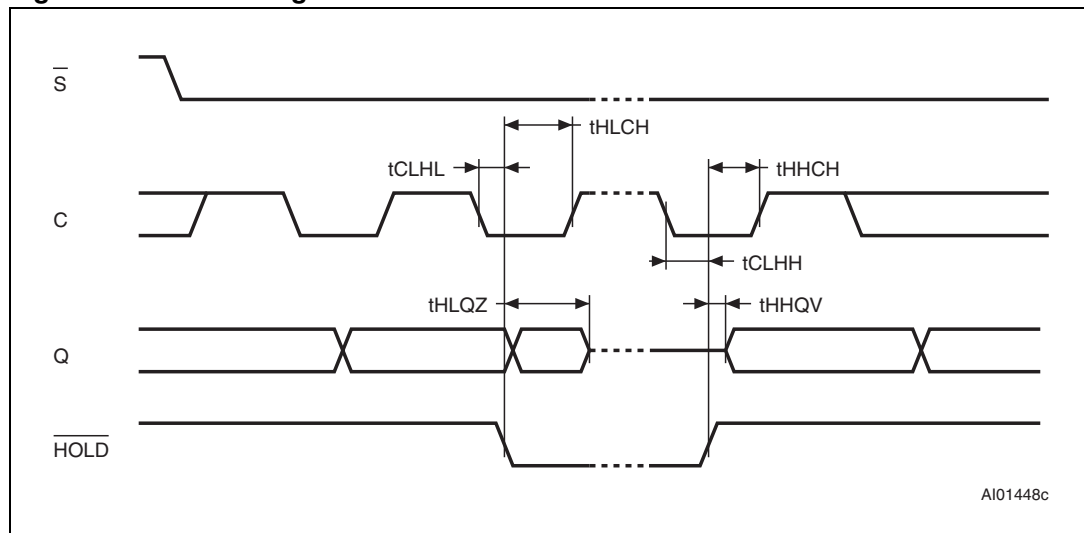 S
tHLCH
tCLHL
tHHCH
C
tCLHH
tHLQZ
tHHQV
Q
HOLD
AI01448c